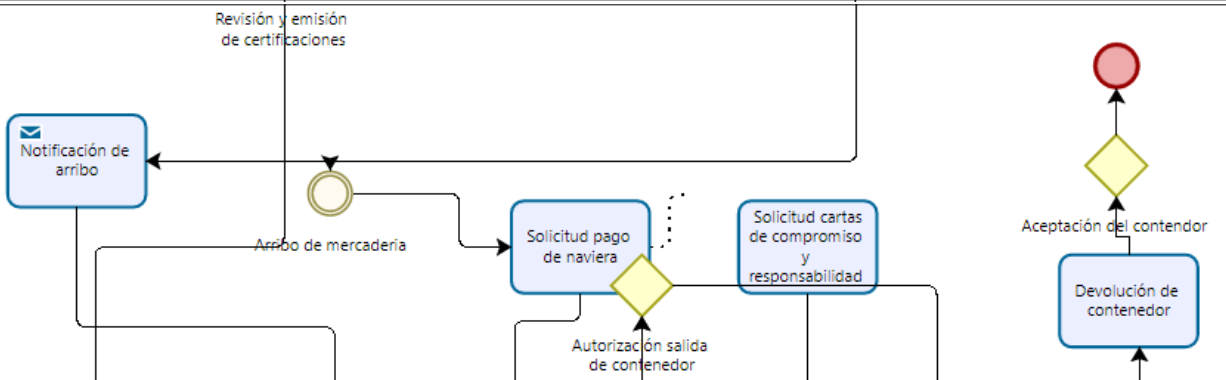 Revisión y emisión
de certificaciones
Notificación de
arribo
Arribo de mercaderia
Solicitud pago
de naviera
Solicitud cartas
de compromiso
y
responsabilidad
Aceptación del contendor
Devolución de
contenedor
Autorización salida
de contenedor